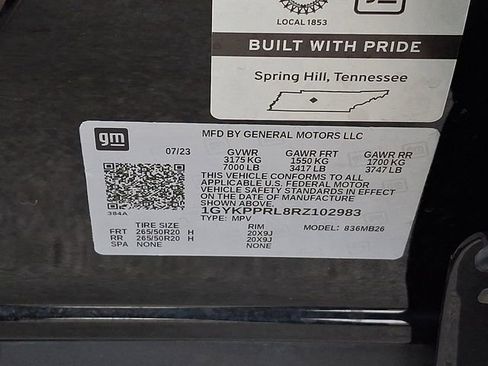 LOCAL 1853
gm
BUILT WITH PRIDE
Spring Hill, Tennessee
gm
MFD BY GENERAL MOTORS LLC
07/23 GVWR GAWR FRT GAWR RR
3175 KG 1550 KG 1700 KG
7000 LB 3417 LB 3747 LB
THIS VEHICLE CONFORMS TO ALL
APPLICABLE U.S. FEDERAL MOTOR
VEHICLE SAFETY STANDARDS IN EFFECT
ON THE DATE OF MANUFACTURE
SHOWN ABOVE.
384A
1GYKPPRL8RZ102983
TYPE: MPV MODEL: 836MB26
TIRE SIZE RIM
FRT 265/50R20 H 20X9J
RR 265/50R20 H 20X9J
SPA NONE NONE